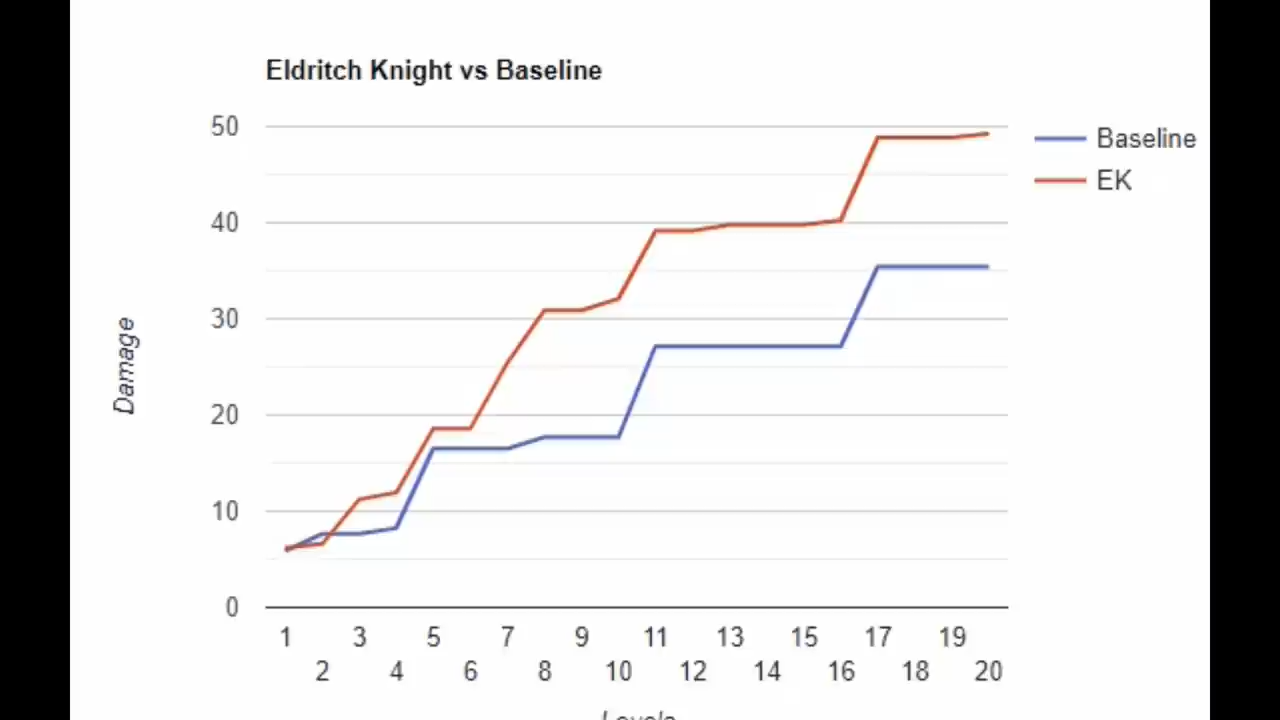 Eldritch Knight vs Baseline
50
40
30
20
10
0
Damage
Baseline
EK
1 3 5 7 9 11 13 15 17 19
2 4 6 8 10 12 14 16 18 20
Levels